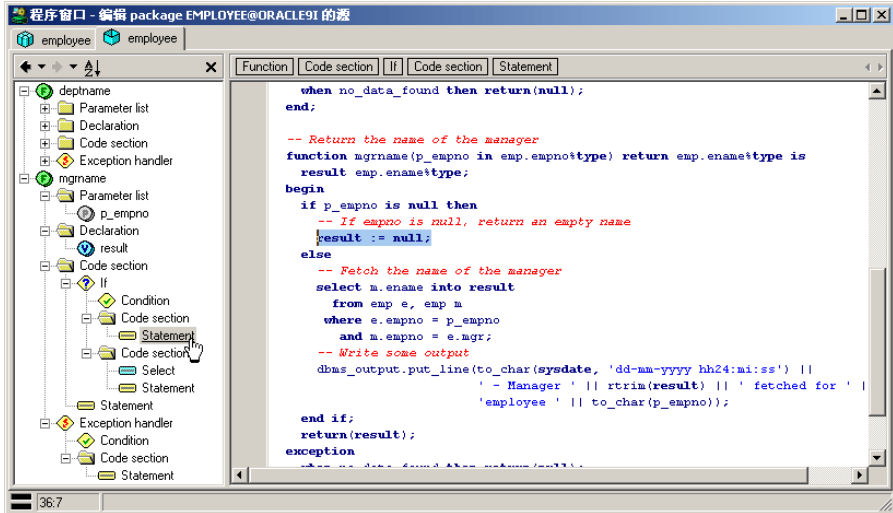 程序窗口 - 编辑 package EMPLOYEE@ORACLE9I 的源
employee employee
Function Code section If Code section Statement
deptname
Parameter list
Declaration
Code section
Exception handler
mgrname
Parameter list
p_empno
Declaration
result
Code section
If
Condition
Code section
Statement
Code section
Select
Statement
Statement
Exception handler
Condition
Code section
Statement
when no_data_found then return(null);
end;
-- Return the name of the manager
function mgrname(p_empno in emp.empno%type) return emp.ename%type is
result emp.ename%type;
begin
if p_empno is null then
-- If empno is null, return an empty name
result := null;
else
-- Fetch the name of the manager
select m.ename into result
from emp e, emp m
where e.empno = p_empno
and m.empno = e.mgr;
-- Write some output
dbms_output.put_line(to_char(sysdate, 'dd-mm-yyyy hh24:mi:ss') ||
' - Manager ' || rtrim(result) || ' fetched for ' |
'employee ' || to_char(p_empno));
end if;
return(result);
exception
when no_data_found then return(null);
36:7